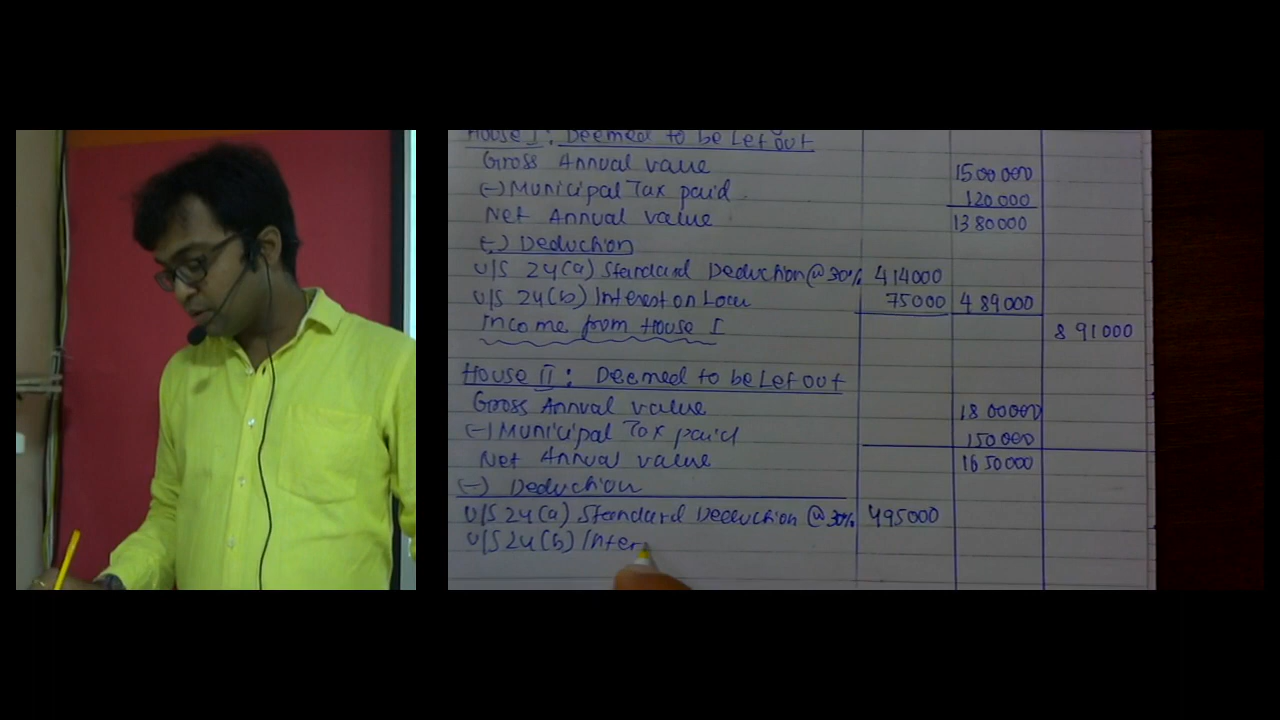 House I : Deemed to be Let out
Gross Annual value 1500000
(-) Municipal Tax paid 120000
Net Annual value 1380000
(-) Deduction
U/S 24(a) Standard Deduction @ 30% 414000
U/S 24(b) Interest on Loan 75000 489000
Income from House I 891000
House II : Deemed to be Let out
Gross Annual value 1800000
(-) Municipal Tax paid 150000
Net Annual value 1650000
(-) Deduction
U/S 24(a) Standard Deduction @ 30% 495000
U/S 24(b) Inter